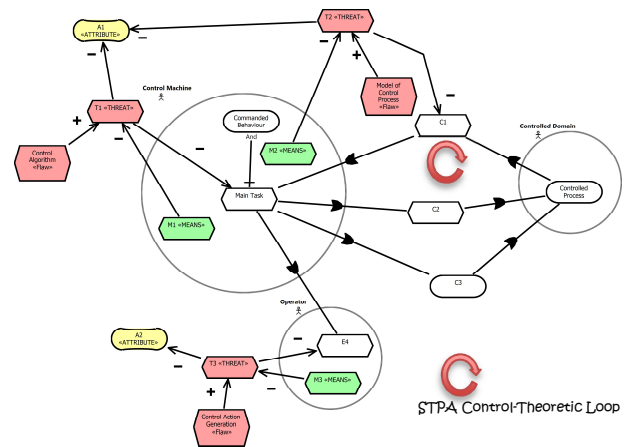 A1
«ATTRIBUTE»
T2 «THREAT»
Control Machine
T1 «THREAT»
Model of
Control
Process
«Flaw»
Commanded
Behaviour
And
C1
Controlled Domain
Control
Algorithm
«Flaw»
M2 «MEANS»
Main Task
Controlled
Process
M1 «MEANS»
C2
C3
Operator
A2
«ATTRIBUTE»
E4
T3 «THREAT»
M3 «MEANS»
Control Action
Generation
«Flaw»
STPA Control-Theoretic Loop